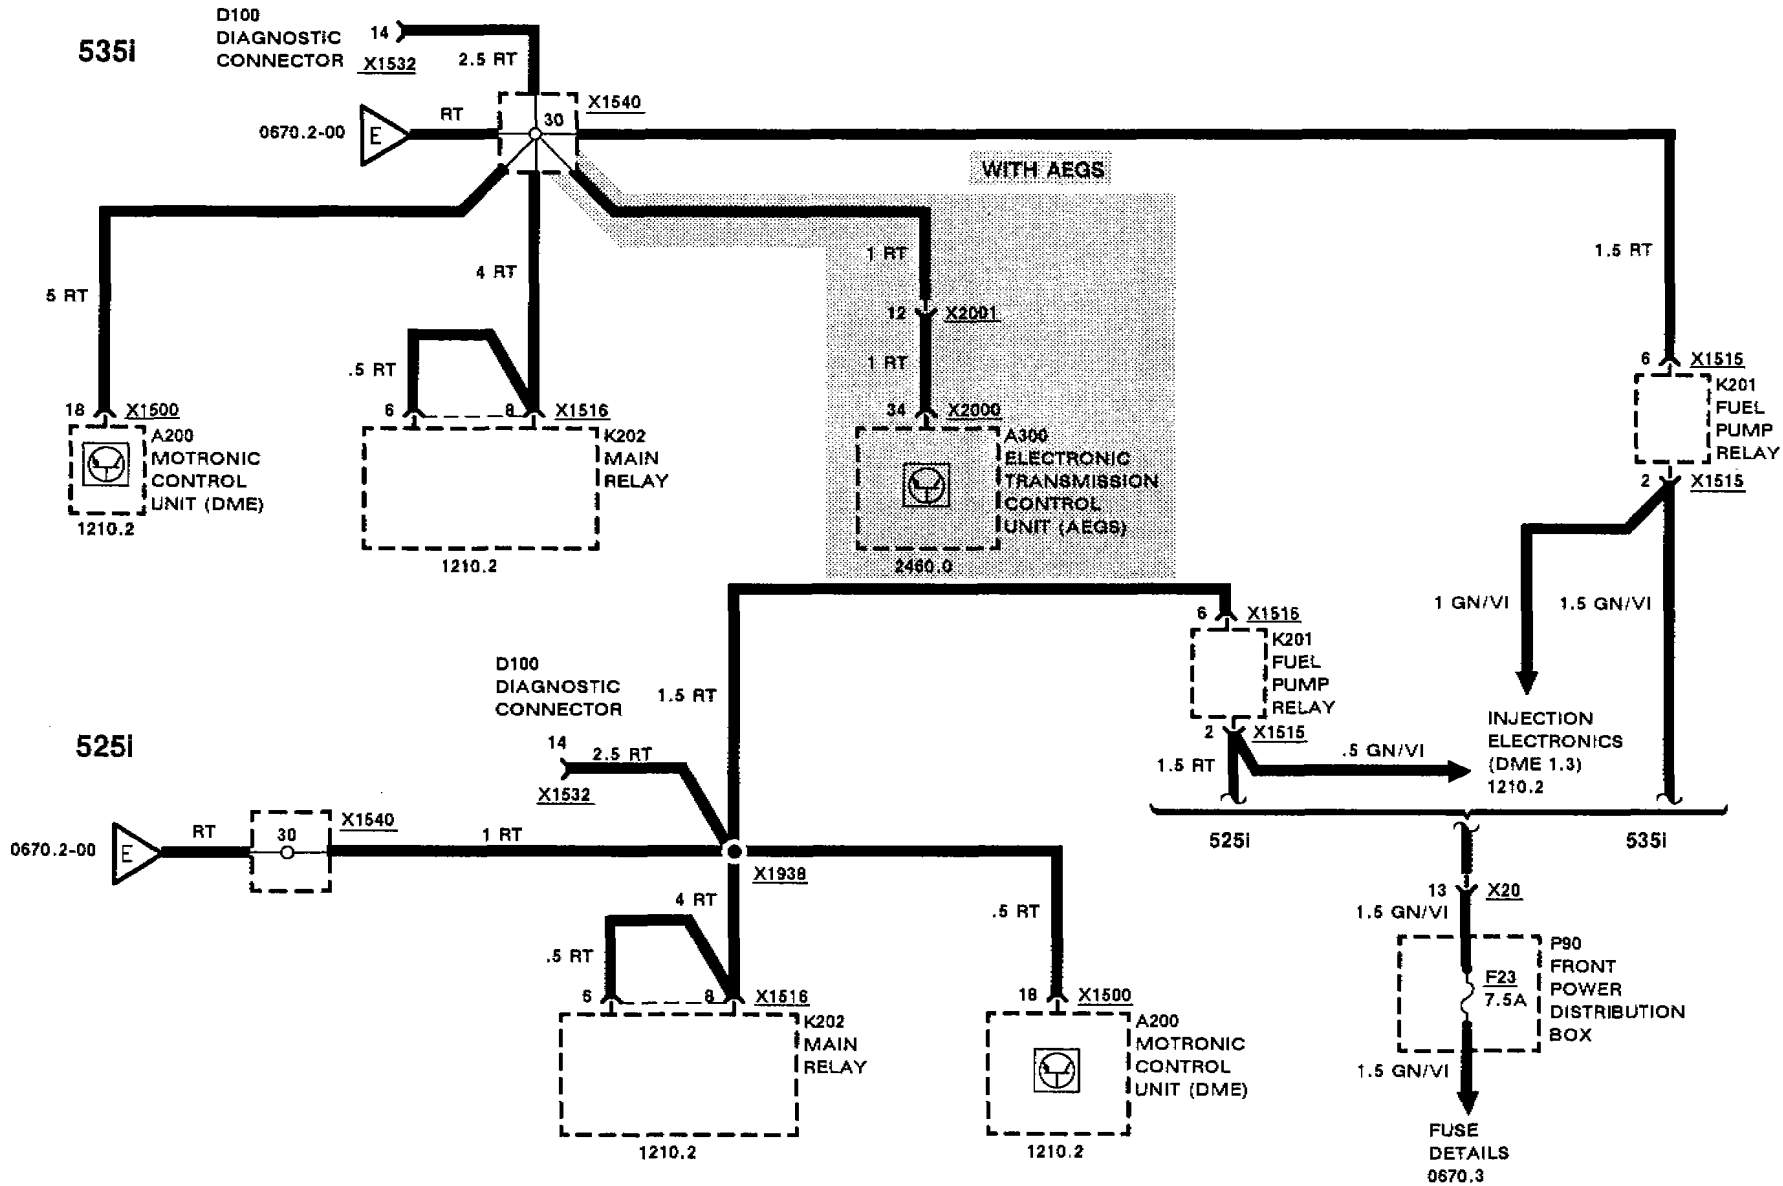 535i
D100
DIAGNOSTIC
CONNECTOR
14
X1532
2.5 RT
X1540
30
RT
0670.2-00
E
WITH AEGS
5 RT
4 RT
.5 RT
1 RT
12
X2001
1 RT
1.5 RT
18
X1500
6
8
X1516
34
X2000
6
X1515
A200
MOTRONIC
CONTROL
UNIT (DME)
1210.2
K202
MAIN
RELAY
1210.2
A300
ELECTRONIC
TRANSMISSION
CONTROL
UNIT (AEGS)
2460.0
K201
FUEL
PUMP
RELAY
2
X1515
1 GN/VI
1.5 GN/VI
INJECTION
ELECTRONICS
(DME 1.3)
1210.2
525i
D100
DIAGNOSTIC
CONNECTOR
14
X1532
2.5 RT
1.5 RT
6
X1515
K201
FUEL
PUMP
RELAY
2
X1515
1.5 RT
.5 GN/VI
525i
535i
0670.2-00
E
RT
30
X1540
1 RT
X1938
4 RT
.5 RT
.5 RT
6
8
X1516
K202
MAIN
RELAY
1210.2
18
X1500
A200
MOTRONIC
CONTROL
UNIT (DME)
1210.2
13
X20
1.5 GN/VI
F23
7.5A
P90
FRONT
POWER
DISTRIBUTION
BOX
1.5 GN/VI
FUSE
DETAILS
0670.3